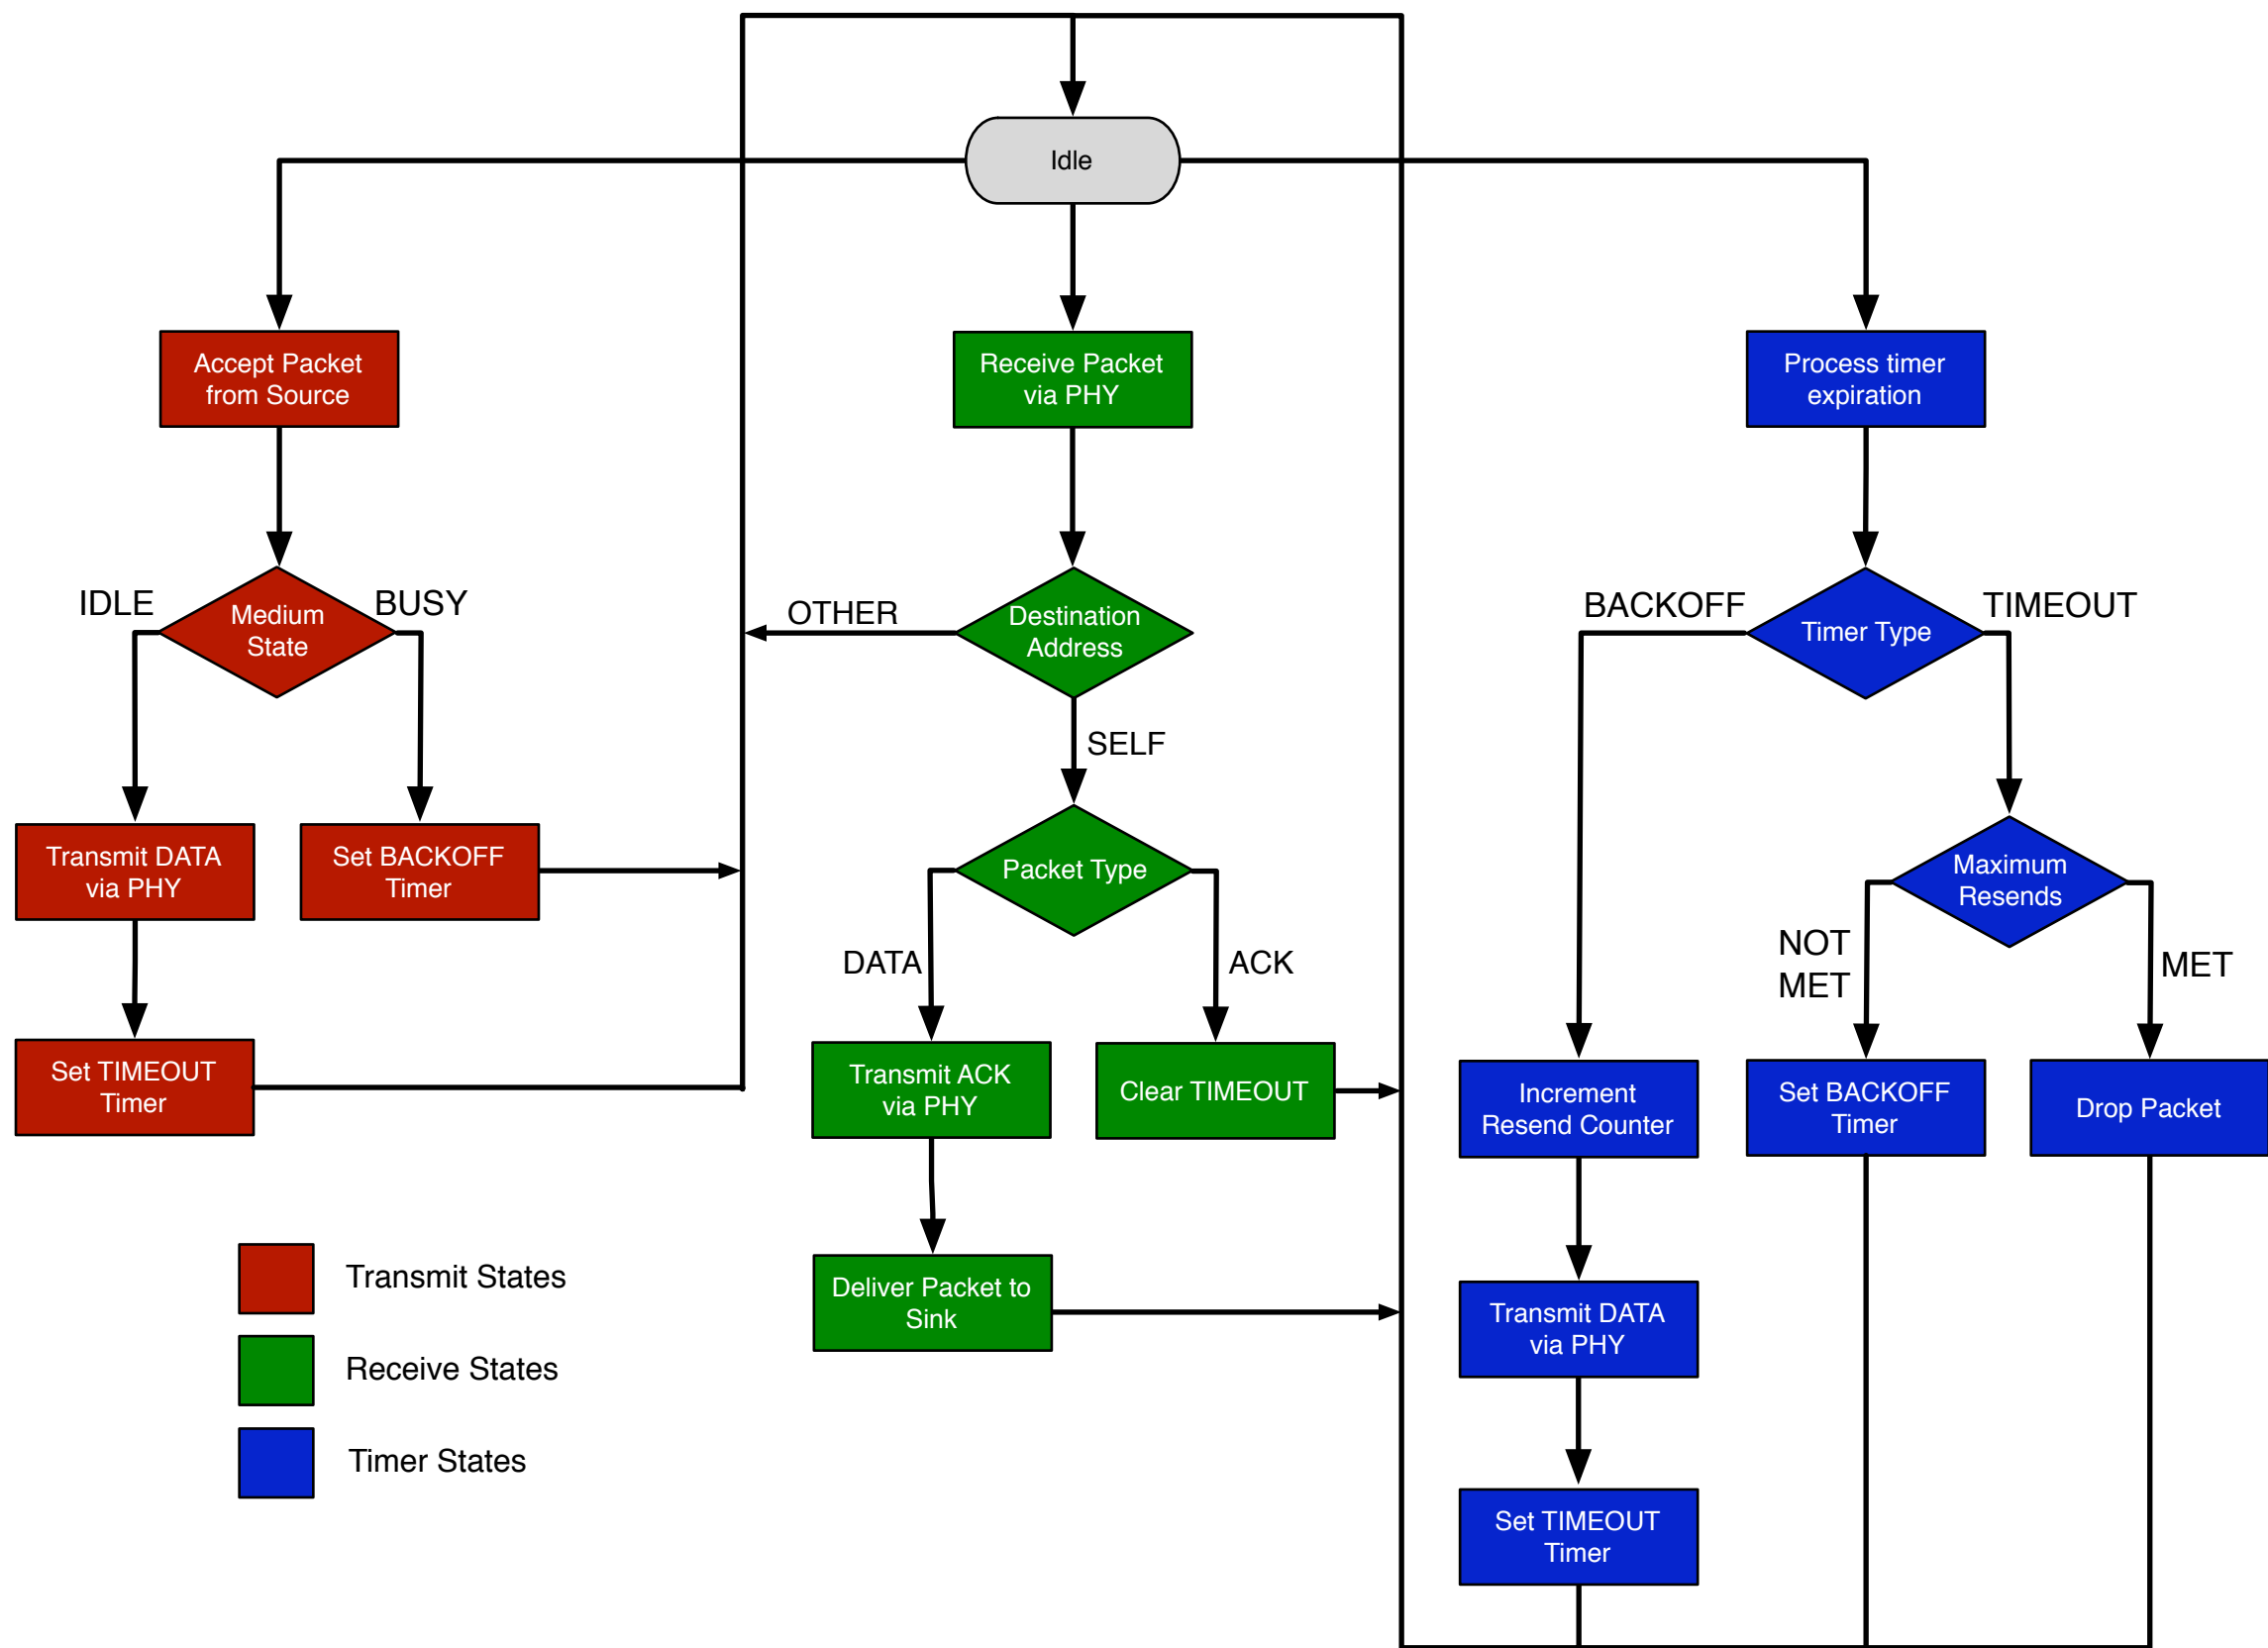 Idle
Accept Packet
from Source
Receive Packet
via PHY
Process timer
expiration
IDLE
Medium
State
BUSY
OTHER
Destination
Address
BACKOFF
Timer Type
TIMEOUT
SELF
Transmit DATA
via PHY
Set BACKOFF
Timer
Packet Type
Maximum
Resends
DATA
ACK
NOT
MET
MET
Set TIMEOUT
Timer
Transmit ACK
via PHY
Clear TIMEOUT
Increment
Resend Counter
Set BACKOFF
Timer
Drop Packet
Deliver Packet to
Sink
Transmit DATA
via PHY
Set TIMEOUT
Timer
Transmit States
Receive States
Timer States